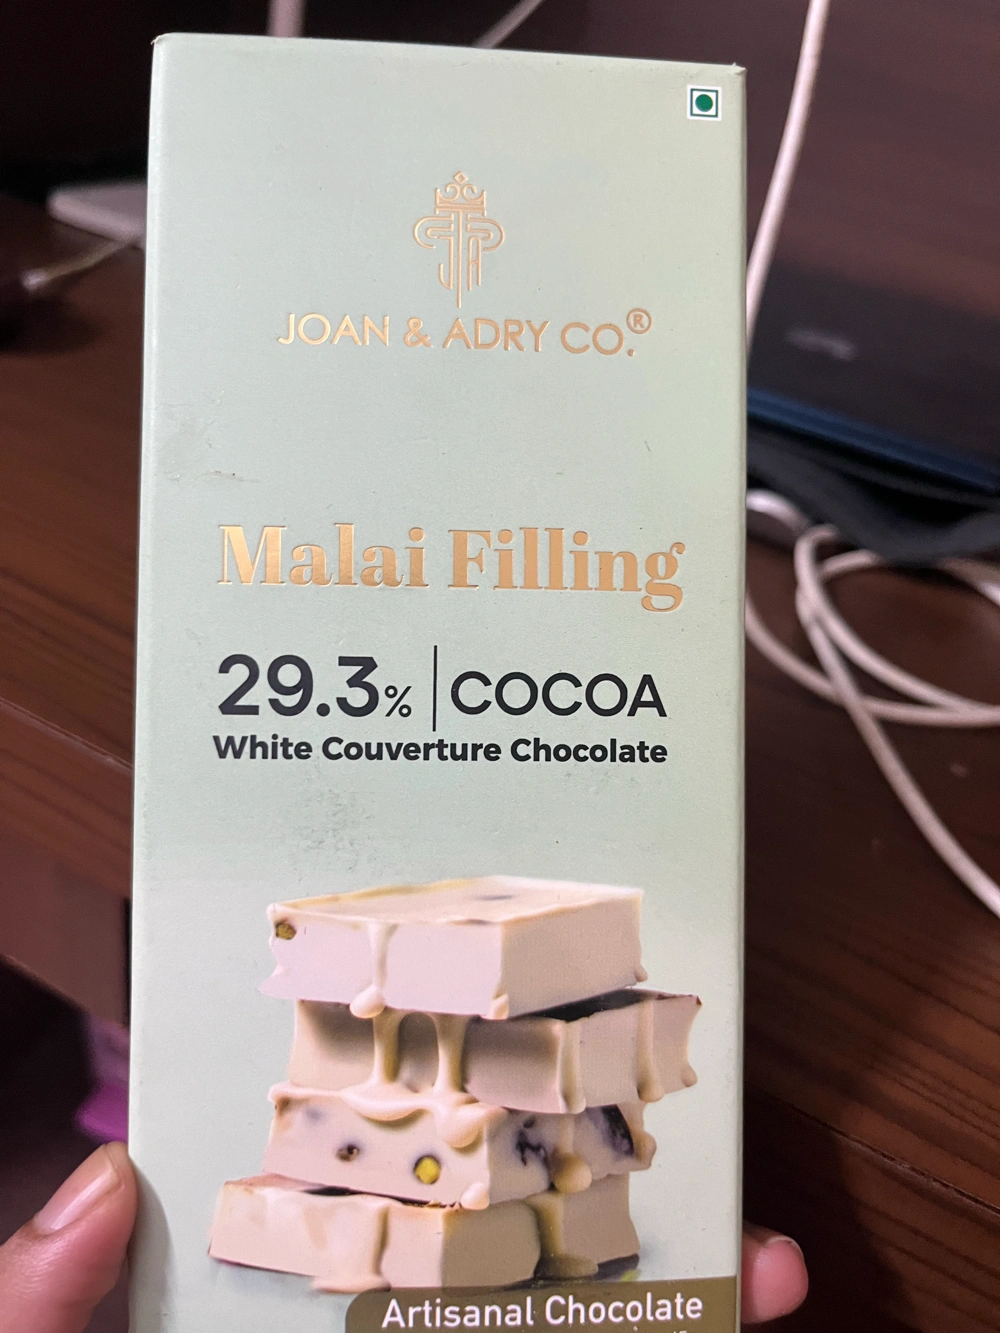 JOAN & ADRY CO.®
Malai Filling
29.3% | COCOA
White Couverture Chocolate
Artisanal Chocolate